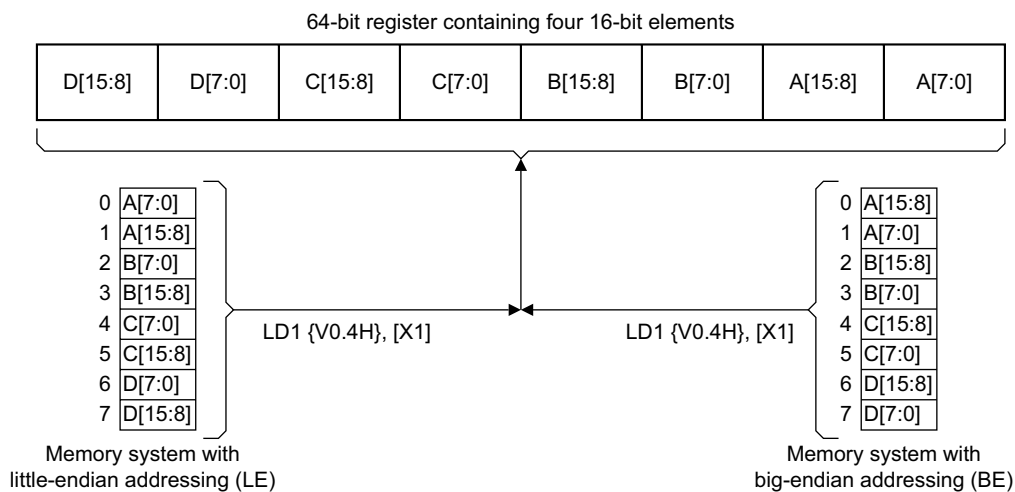 64-bit register containing four 16-bit elements
D[15:8] D[7:0] C[15:8] C[7:0] B[15:8] B[7:0] A[15:8] A[7:0]
0 A[7:0]
1 A[15:8]
2 B[7:0]
3 B[15:8]
4 C[7:0]
5 C[15:8]
6 D[7:0]
7 D[15:8]
LD1 {V0.4H}, [X1]
Memory system with
little-endian addressing (LE)
LD1 {V0.4H}, [X1]
0 A[15:8]
1 A[7:0]
2 B[15:8]
3 B[7:0]
4 C[15:8]
5 C[7:0]
6 D[15:8]
7 D[7:0]
Memory system with
big-endian addressing (BE)